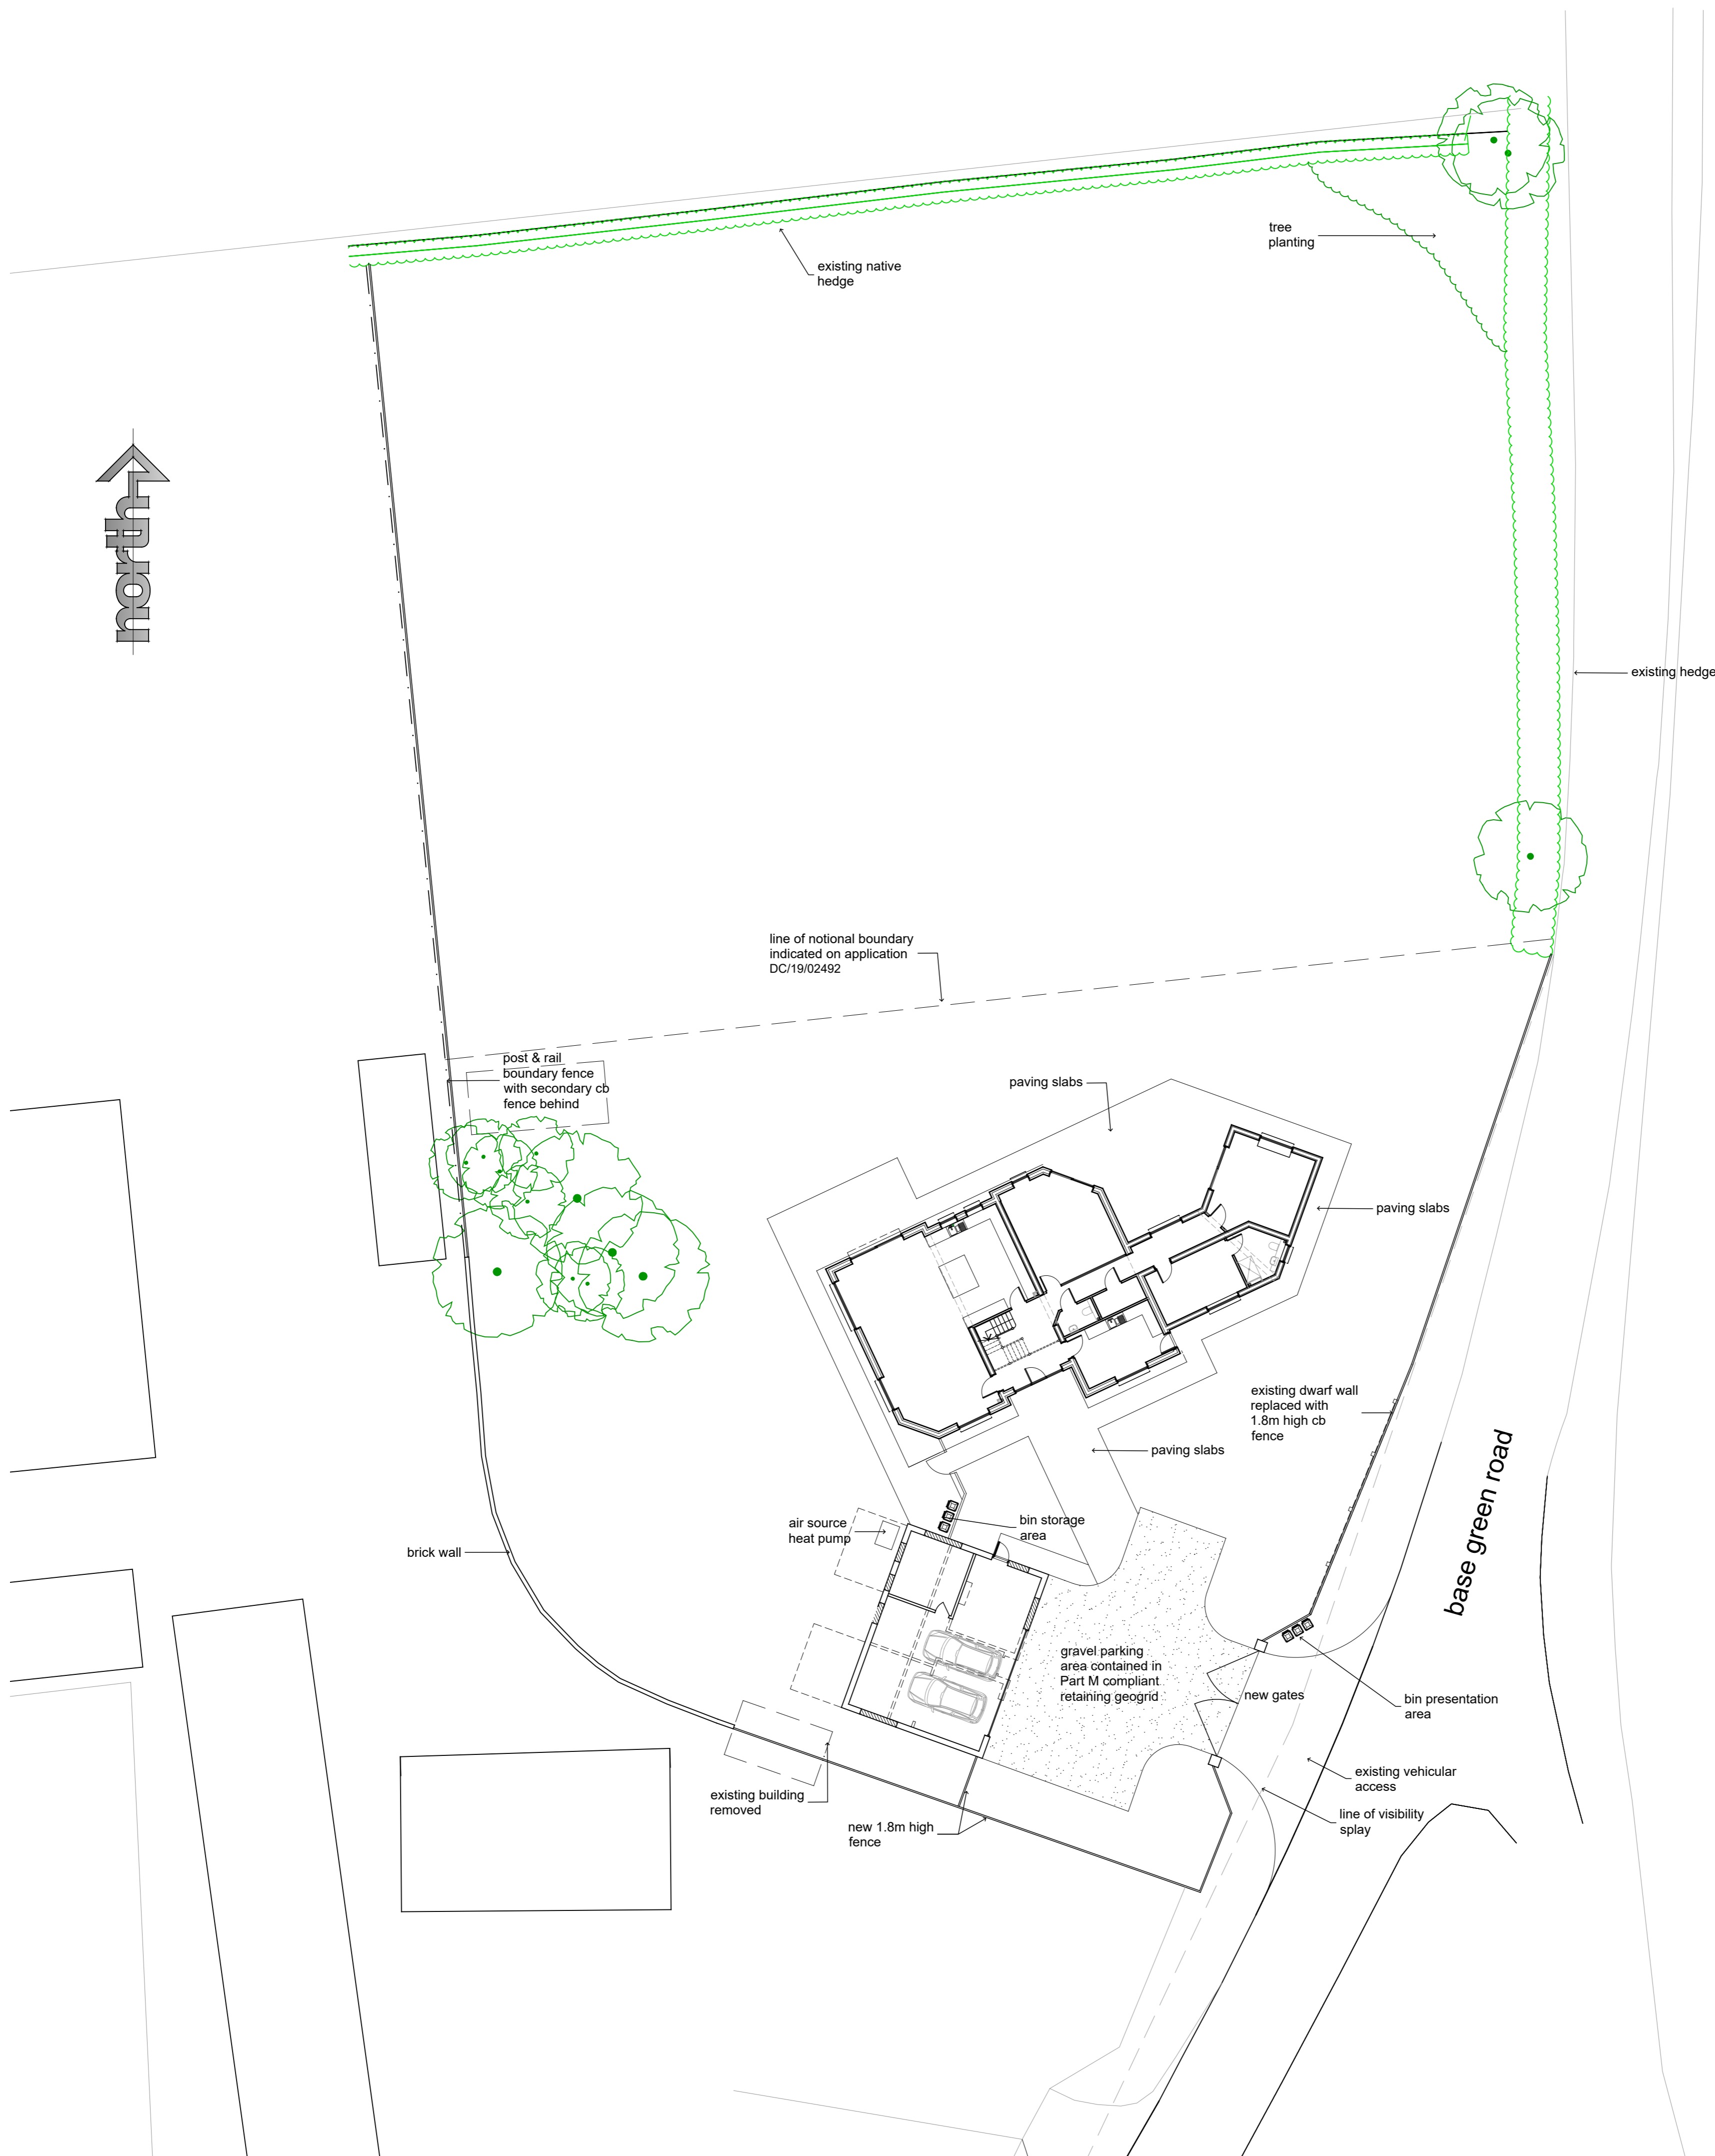 tree
planting
existing native
hedge
north
existing hedge
line of notional boundary
indicated on application
DC/19/02492
post & rail
boundary fence
with secondary cb
fence behind
paving slabs
paving slabs
existing dwarf wall
replaced with
1.8m high cb
fence
paving slabs
base green road
air source
heat pump
bin storage
area
brick wall
gravel parking
area contained in
Part M compliant
retaining geogrid
new gates
bin presentation
area
existing vehicular
access
existing building
removed
line of visibility
splay
new 1.8m high
fence